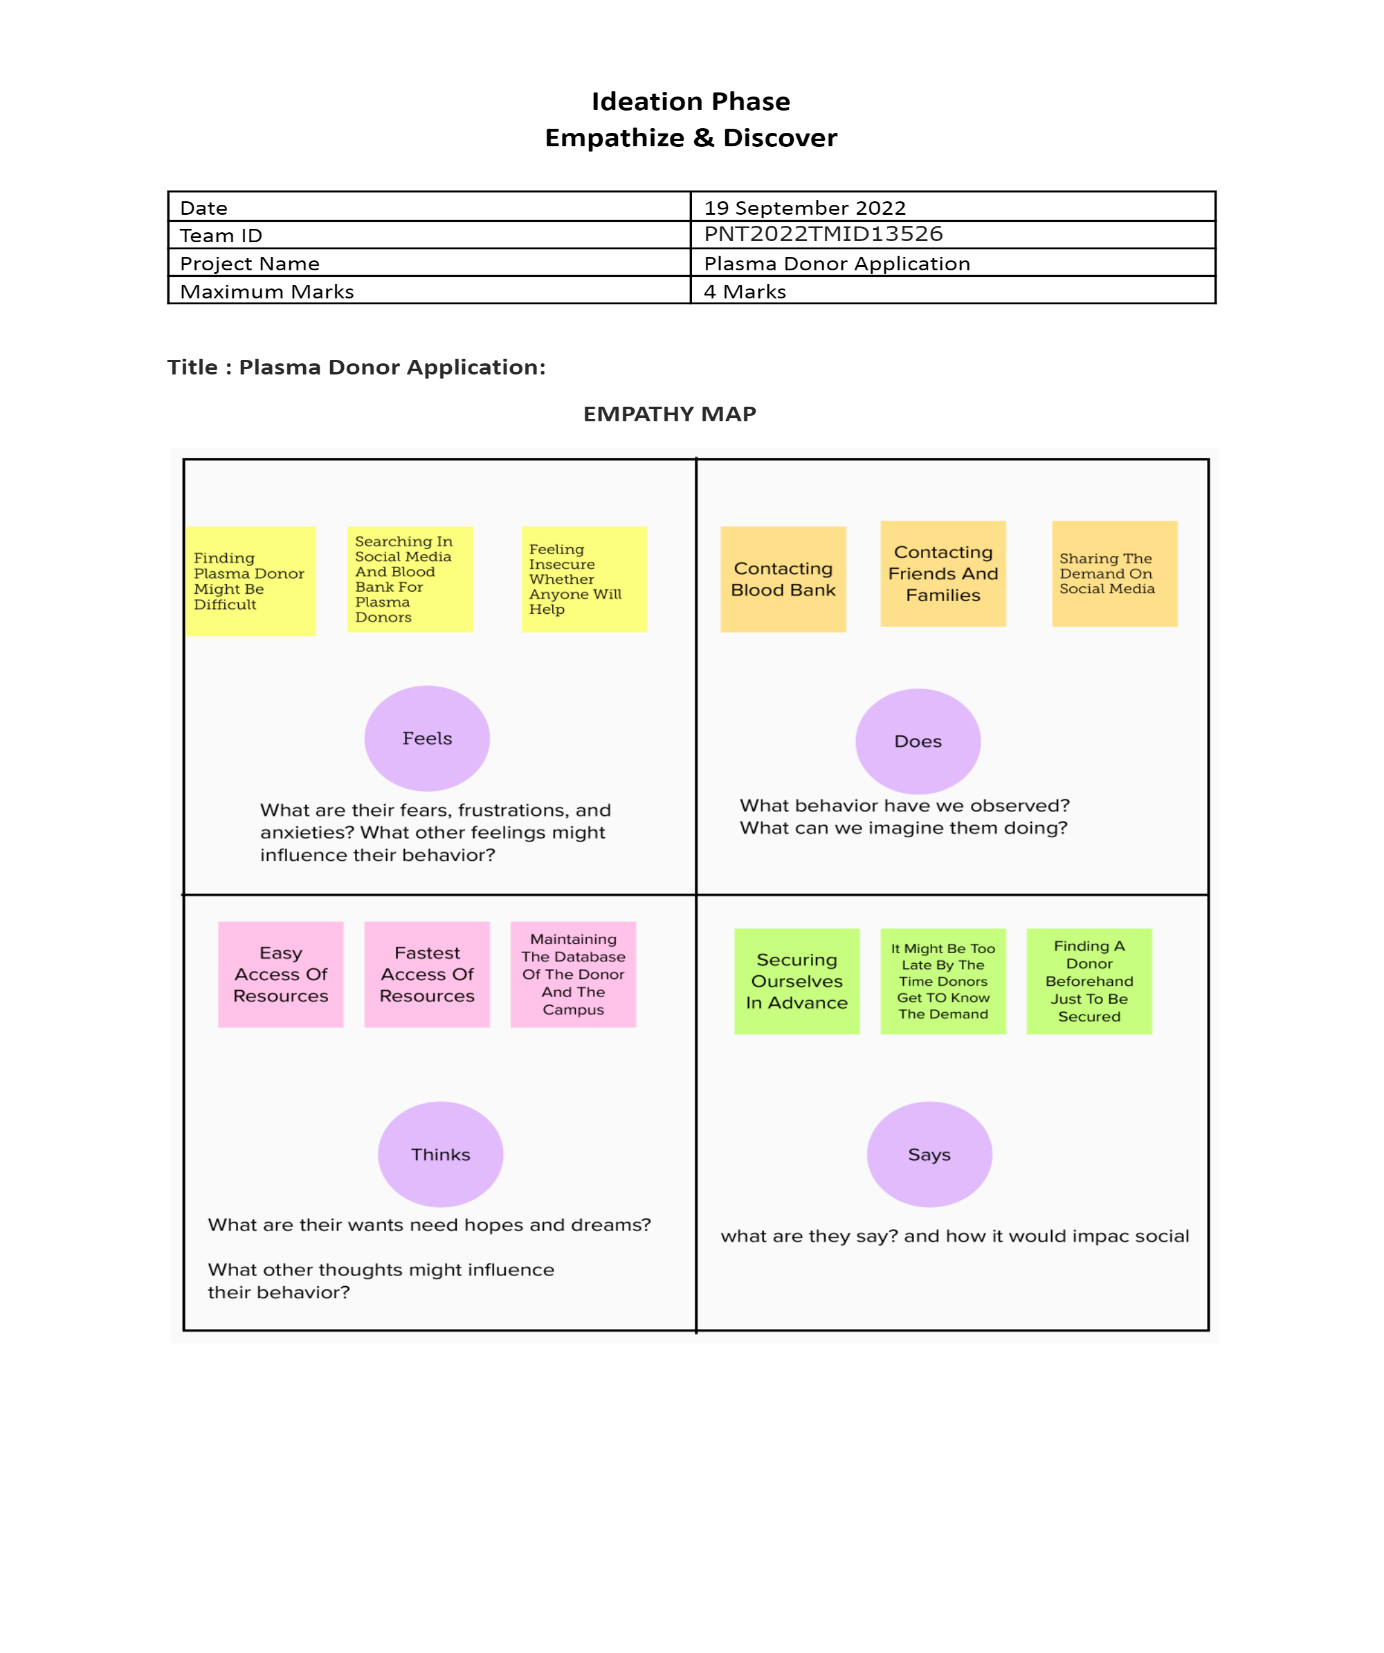 Ideation Phase
Empathize & Discover
Date
19 September 2022
Team ID
PNT2022TMID13526
Project Name
Plasma Donor Application
Maximum Marks
4 Marks
Title : Plasma Donor Application:
EMPATHY MAP
Finding
Plasma Donor
Might Be
Difficult
Searching In
Social Media
And Blood
Bank For
Plasma
Donors
Feeling
Insecure
Whether
Anyone Will
Help
Feels
What are their fears, frustrations, and
anxieties? What other feelings might
influence their behavior?
Contacting
Blood Bank
Contacting
Friends And
Families
Sharing The
Demand On
Social Media
Does
What behavior have we observed?
What can we imagine them doing?
Easy
Access Of
Resources
Fastest
Access Of
Resources
Maintaining
The Database
Of The Donor
And The
Campus
Thinks
What are their wants need hopes and dreams?
What other thoughts might influence
their behavior?
Securing
Ourselves
In Advance
It Might Be Too
Late By The
Time Donors
Get TO Know
The Demand
Finding A
Donor
Beforehand
Just To Be
Secured
Says
what are they say? and how it would impac social